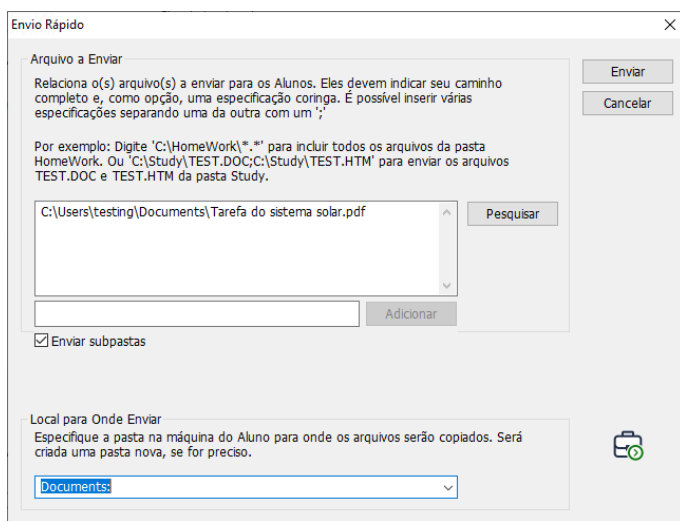 Envio Rápido
Arquivo a Enviar
Relaciona o(s) arquivo(s) a enviar para os Alunos. Eles devem indicar seu caminho
completo e, como opção, uma especificação coringa. É possível inserir várias
especificações separando uma da outra com um ';'
Por exemplo: Digite 'C:\HomeWork\*.*' para incluir todos os arquivos da pasta
HomeWork. Ou 'C:\Study\TEST.DOC;C:\Study\TEST.HTM' para enviar os arquivos
TEST.DOC e TEST.HTM da pasta Study.
Enviar
Cancelar
C:\Users\testing\Documents\Tarefa do sistema solar.pdf
Pesquisar
Adicionar
Enviar subpastas
Local para Onde Enviar
Especifique a pasta na máquina do Aluno para onde os arquivos serão copiados. Será
criada uma pasta nova, se for preciso.
Documents: